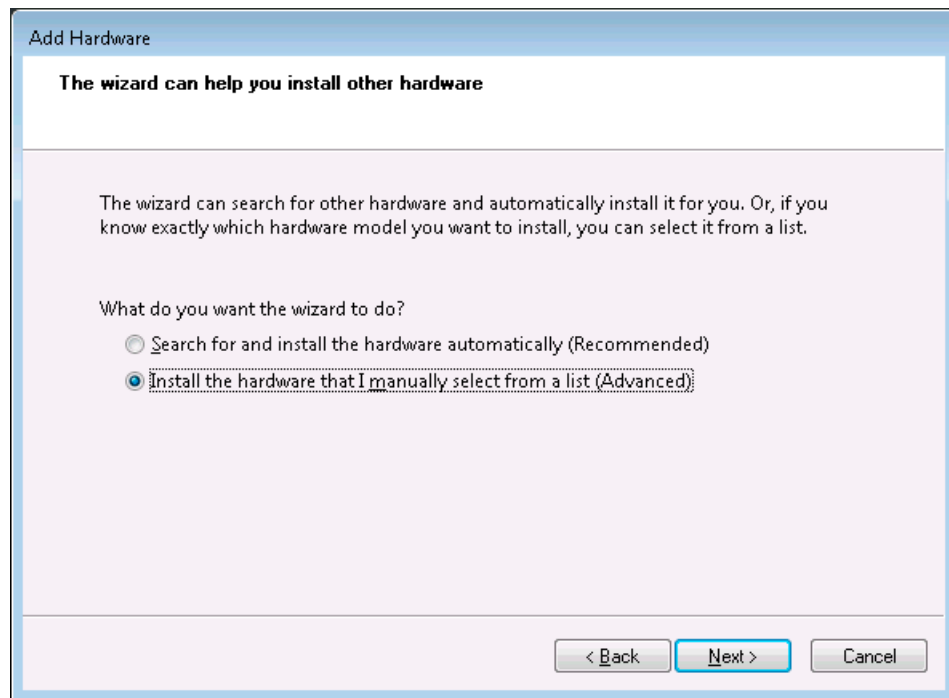 Add Hardware
The wizard can help you install other hardware
The wizard can search for other hardware and automatically install it for you. Or, if you
know exactly which hardware model you want to install, you can select it from a list.
What do you want the wizard to do?
Search for and install the hardware automatically (Recommended)
Install the hardware that I manually select from a list (Advanced)
< Back Next > Cancel